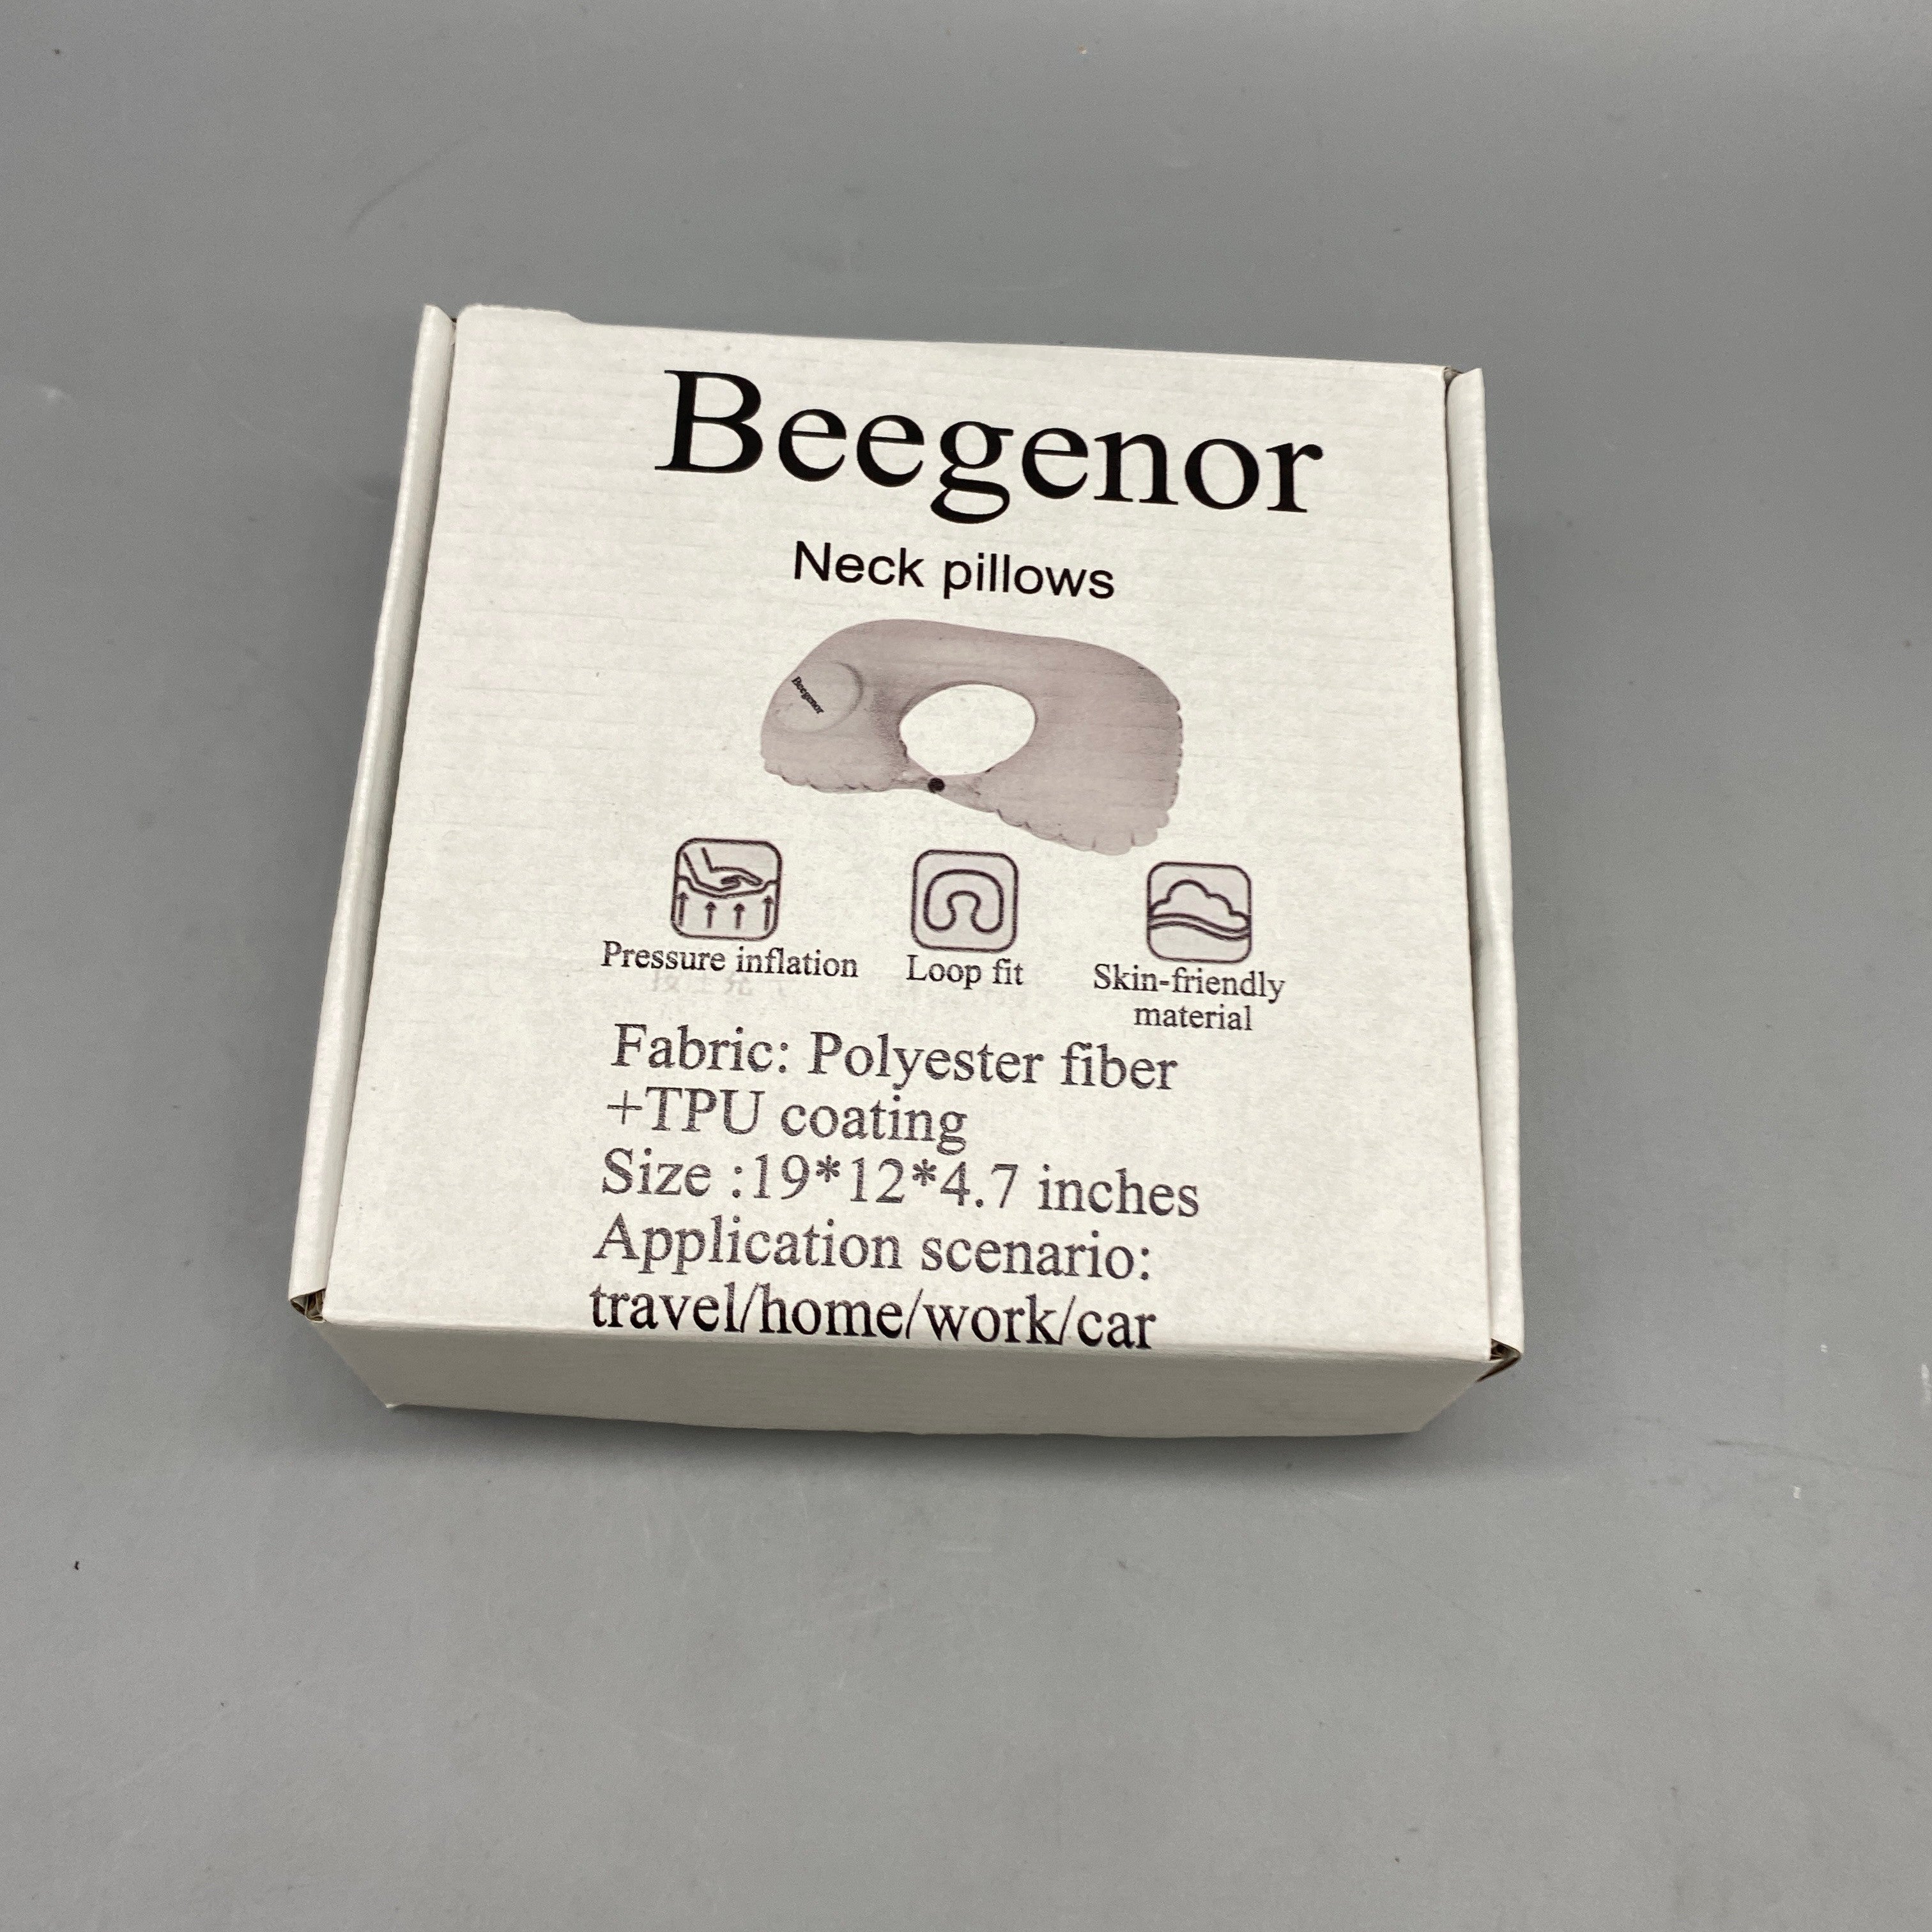 Beegenor
Neck pillows
Beegenor
Pressure inflation
Loop fit
Skin-friendly
material
Fabric: Polyester fiber
+TPU coating
Size :19*12*4.7 inches
Application scenario:
travel/home/work/car